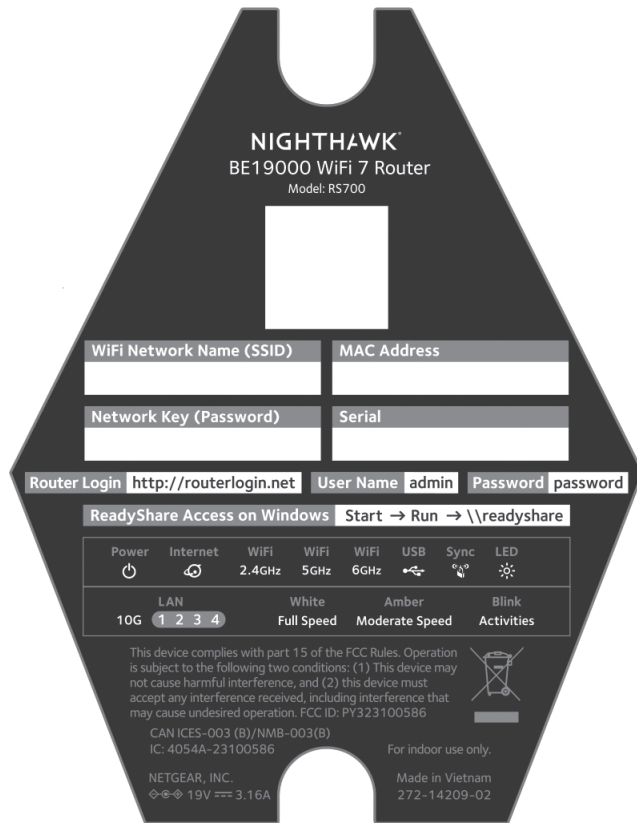 NIGHTHAWK®
BE19000 WiFi 7 Router
Model: RS700
WiFi Network Name (SSID) MAC Address
Network Key (Password) Serial
Router Login http://routerlogin.net User Name admin Password password
ReadyShare Access on Windows Start → Run → \\readyshare
Power Internet WiFi WiFi WiFi USB Sync LED
2.4GHz 5GHz 6GHz
LAN White Amber Blink
10G 1 2 3 4 Full Speed Moderate Speed Activities
This device complies with part 15 of the FCC Rules. Operation
is subject to the following two conditions: (1) This device may
not cause harmful interference, and (2) this device must
accept any interference received, including interference that
may cause undesired operation. FCC ID: PY323100586
CAN ICES-003 (B)/NMB-003(B)
IC: 4054A-23100586 For indoor use only.
NETGEAR, INC. Made in Vietnam
19V ⎓ 3.16A 272-14209-02